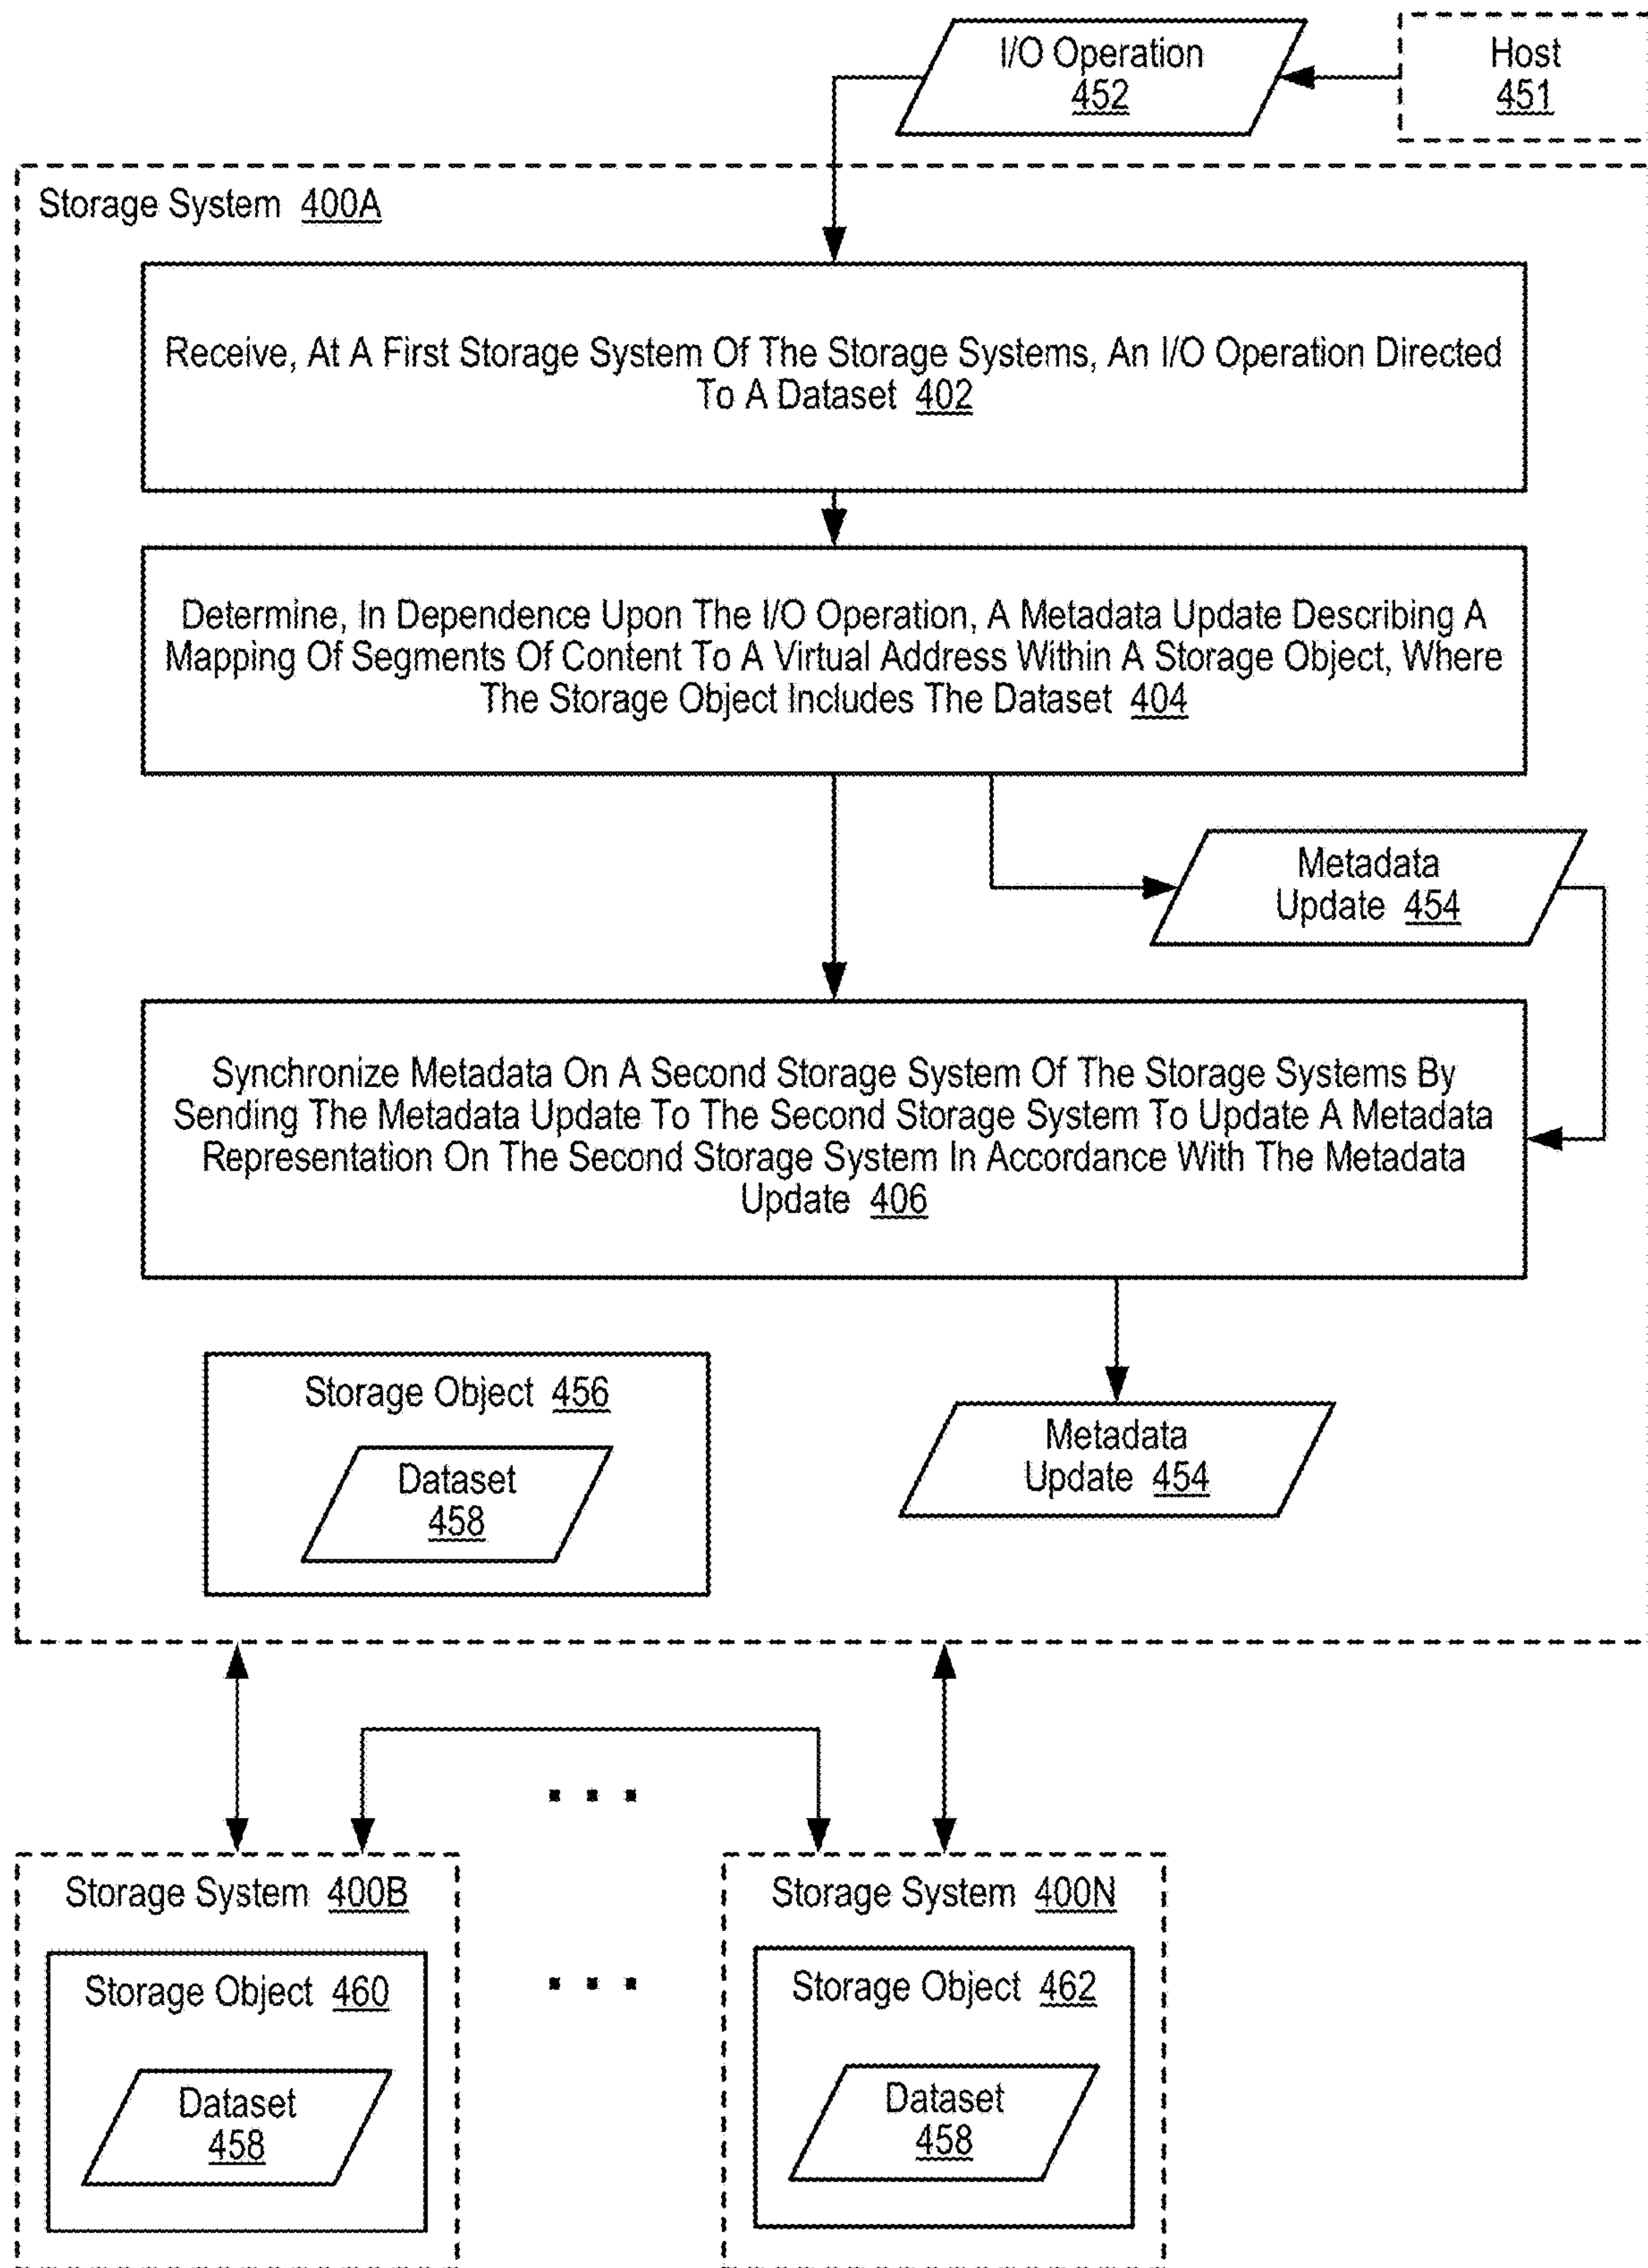 I/O Operation
452
Host
451
Storage System 400A
Receive, At A First Storage System Of The Storage Systems, An I/O Operation Directed
To A Dataset 402
Determine, In Dependence Upon The I/O Operation, A Metadata Update Describing A
Mapping Of Segments Of Content To A Virtual Address Within A Storage Object, Where
The Storage Object Includes The Dataset 404
Metadata
Update 454
Synchronize Metadata On A Second Storage System Of The Storage Systems By
Sending The Metadata Update To The Second Storage System To Update A Metadata
Representation On The Second Storage System In Accordance With The Metadata
Update 406
Storage Object 456
Dataset
458
Metadata
Update 454
. . .
Storage System 400B
Storage Object 460
Dataset
458
. . .
Storage System 400N
Storage Object 462
Dataset
458